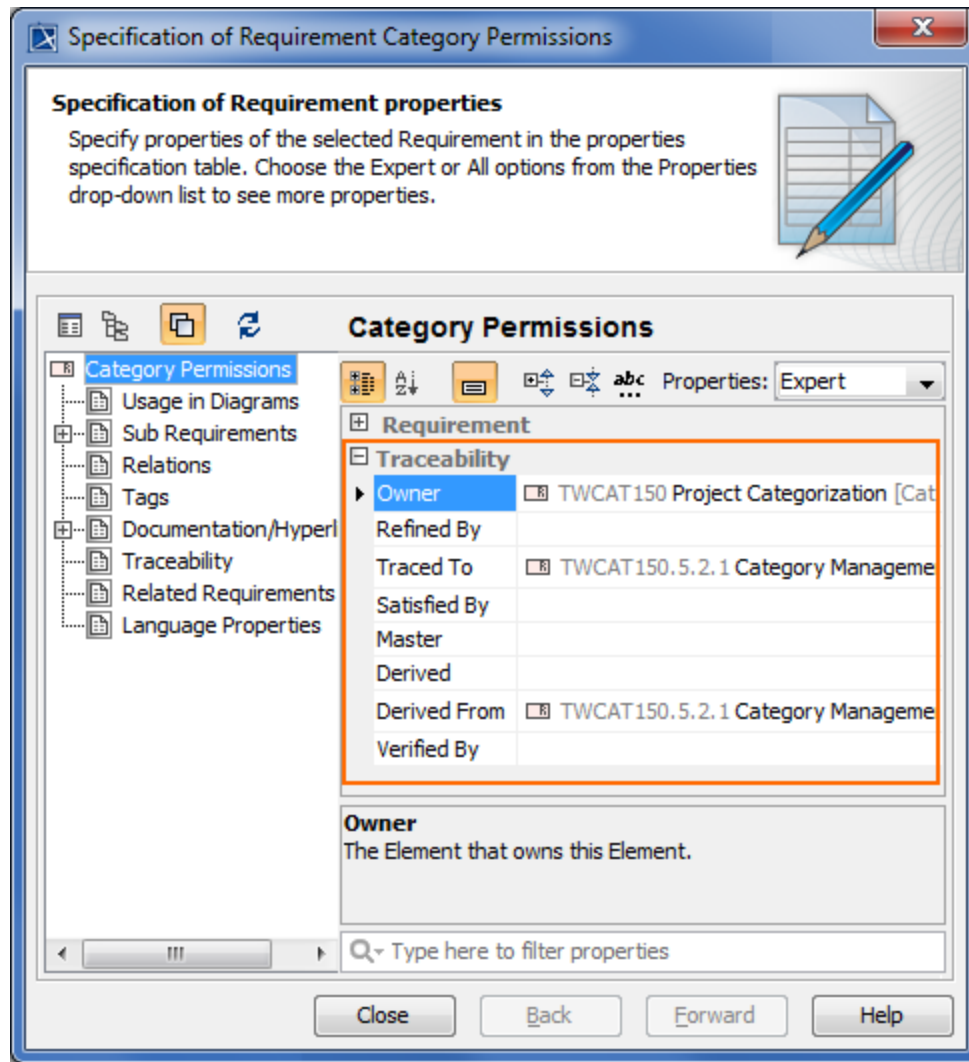 Specification of Requirement Category Permissions
Specification of Requirement properties
Specify properties of the selected Requirement in the properties
specification table. Choose the Expert or All options from the Properties
drop-down list to see more properties.
Category Permissions
Category Permissions
Usage in Diagrams
Sub Requirements
Relations
Tags
Documentation/Hyperl
Traceability
Related Requirements
Language Properties
abc Properties: Expert
Requirement
Traceability
Owner TWCAT150 Project Categorization [Cat
Refined By
Traced To TWCAT150.5.2.1 Category Manageme
Satisfied By
Master
Derived
Derived From TWCAT150.5.2.1 Category Manageme
Verified By
Owner
The Element that owns this Element.
Type here to filter properties
Close Back Forward Help